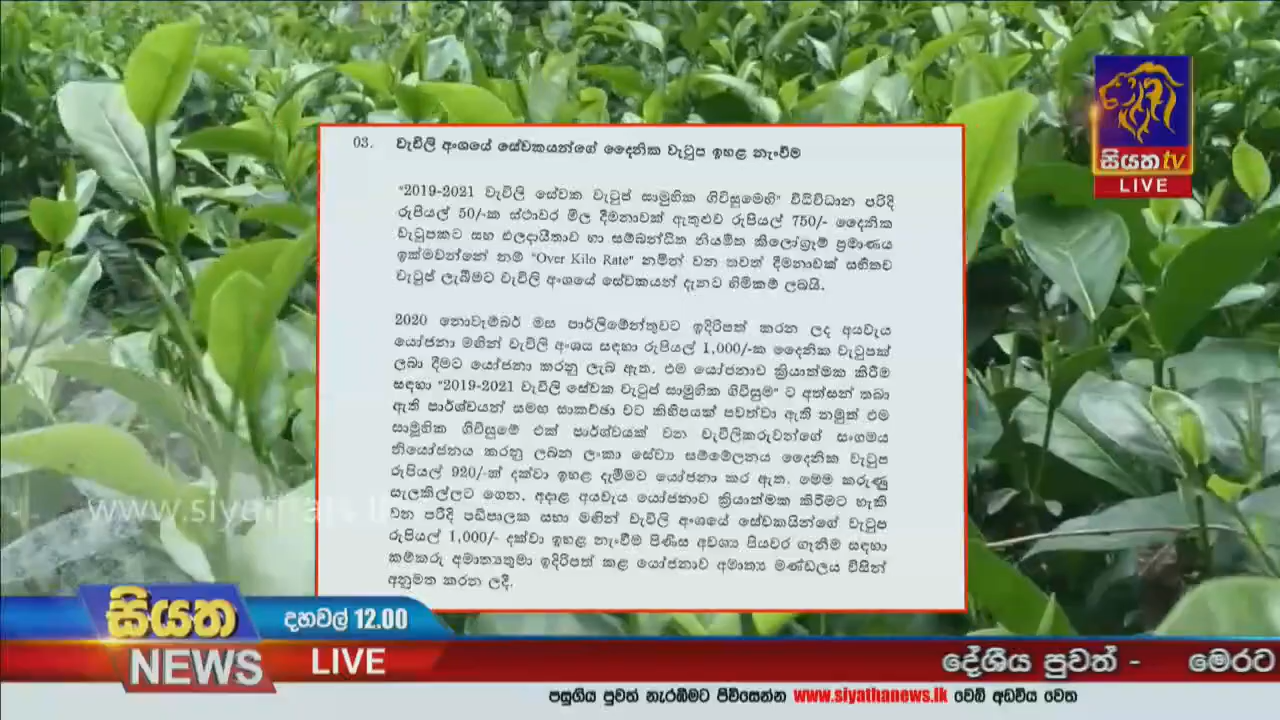 සියත tv
LIVE
03. වැවිලි අංශයේ සේවකයන්ගේ දෛනික වැටුප ඉහළ නැංවීම
"2019-2021 වැවිලි සේවක වැටුප් සාමුහික ගිවිසුමෙහි" විධිවිධාන පරිදි
රුපියල් 50/-ක ස්ථාවර මිල දීමනාවක් ඇතුළුව රුපියල් 750/- දෛනික
වැටුපකට සහ ඵලදායීතාව හා සම්බන්ධිත නියමිත කිලෝග්‍රෑම් ප්‍රමාණය
ඉක්මවන්නේ නම් "Over Kilo Rate" නමින් වන තවත් දීමනාවක් සහිතව
වැටුප් ලැබීමට වැවිලි අංශයේ සේවකයන් දැනට හිමිකම් ලබයි.
2020 නොවැම්බර් මස පාර්ලිමේන්තුවට ඉදිරිපත් කරන ලද අයවැය
යෝජනා මගින් වැවිලි අංශය සඳහා රුපියල් 1,000/-ක දෛනික වැටුපක්
ලබා දීමට යෝජනා කරනු ලැබ ඇත. එම යෝජනාව ක්‍රියාත්මක කිරීම
සඳහා "2019-2021 වැවිලි සේවක වැටුප් සාමුහික ගිවිසුම" ට අත්සන් තබා
ඇති පාර්ශ්වයන් සමඟ සාකච්ඡා වට කිහිපයක් පවත්වා ඇති නමුත් එම
සාමූහික ගිවිසුමේ එක් පාර්ශ්වයක් වන වැවිලිකරුවන්ගේ සංගමය
නියෝජනය කරනු ලබන ලංකා සේව්‍ය සම්මේලනය දෛනික වැටුප
රුපියල් 920/-ක් දක්වා ඉහළ දැමීමට යෝජනා කර ඇත. මෙම කරුණු
සැලකිල්ලට ගෙන, අදාළ අයවැය යෝජනාව ක්‍රියාත්මක කිරීමට හැකි
වන පරිදි පඩිපාලක සභා මගින් වැවිලි අංශයේ සේවකයින්ගේ වැටුප
රුපියල් 1,000/- දක්වා ඉහළ නැංවීම පිණිස අවශ්‍ය පියවර ගැනීම සඳහා
කම්කරු අමාත්‍යතුමා ඉදිරිපත් කළ යෝජනාව අමාත්‍ය මණ්ඩලය විසින්
අනුමත කරන ලදී.
සියත දහවල් 12.00
NEWS LIVE
දේශීය පුවත් - මෙරට
පසුගිය පුවත් නැරඹීමට පිවිසෙන්න www.siyathanews.lk වෙබ් අඩවිය වෙත